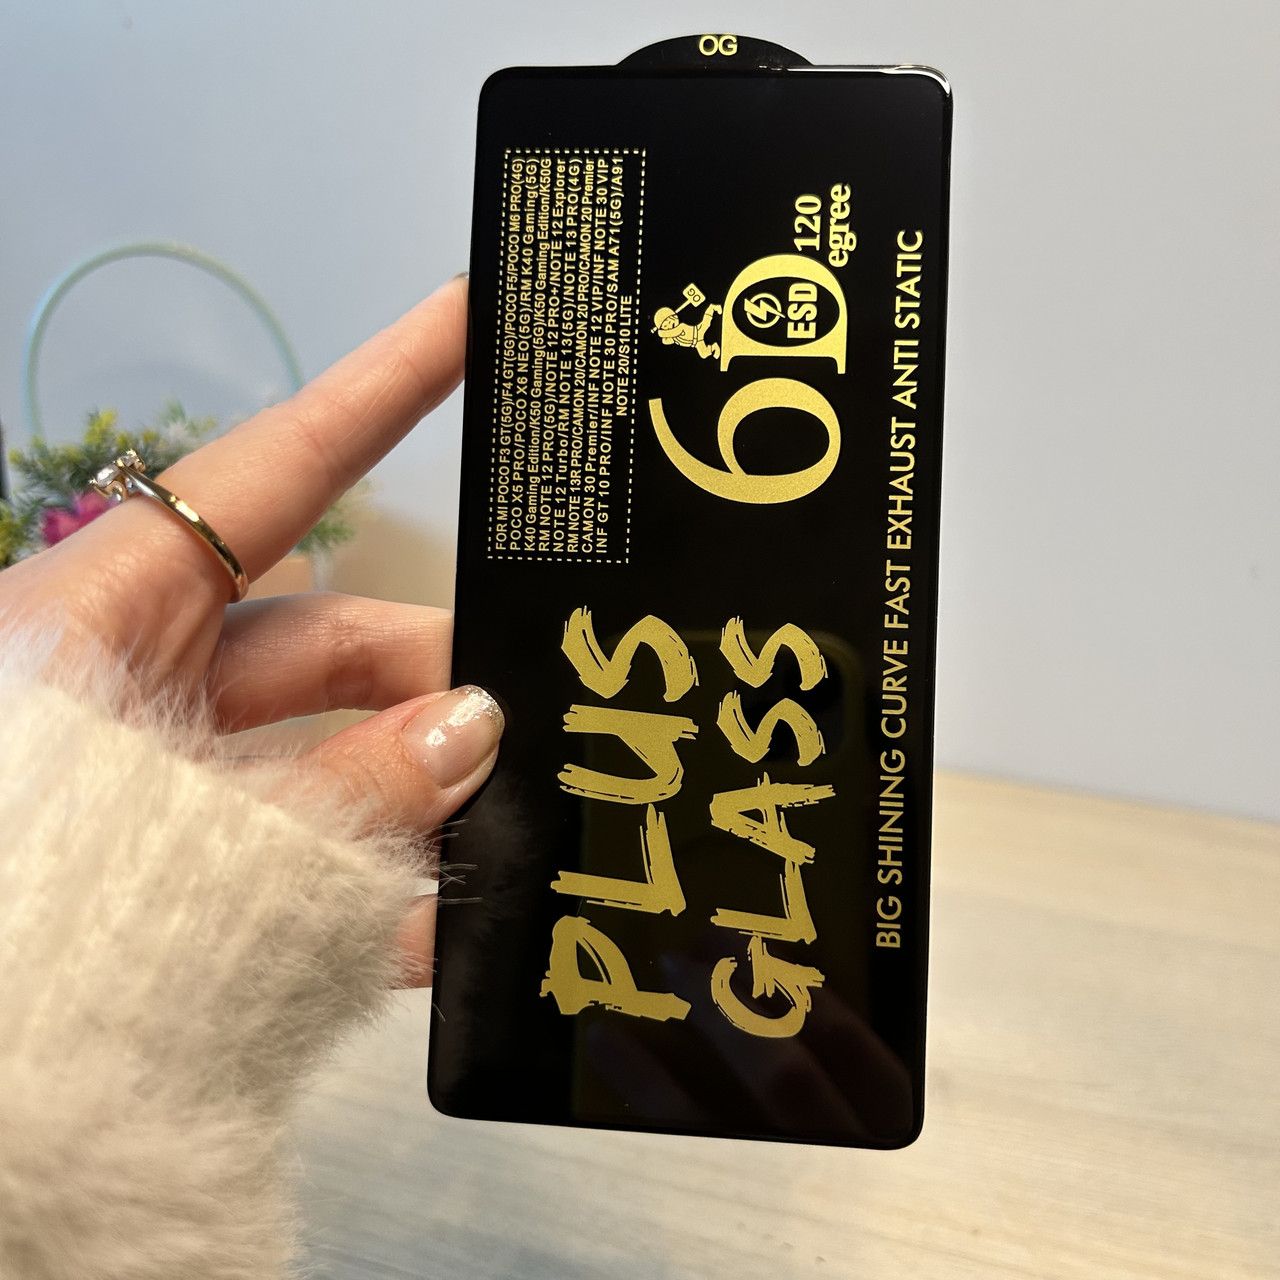 OG
FOR MI POCO F3 GT(5G)/F4 GT(5G)/POCO F5/POCO M6 PRO(4G)
POCO X5 PRO/POCO X6 NEO(5G)/RM K40 Gaming(5G)
K40 Gaming Edition/K50 Gaming(5G)/K50 Gaming Edition/K50G
RM NOTE 12 PRO(5G)/NOTE 12 PRO+/NOTE 12 Explorer
NOTE 12 Turbo/RM NOTE 13(5G)/NOTE 13 PRO(4G)
RM NOTE 13R PRO/CAMON 20/CAMON 20 PRO/CAMON 20 Premier
CAMON 30 Premier/INF NOTE 12 VIP/INF NOTE 30 VIP
INF GT 10 PRO/INF NOTE 30 PRO/SAM A71(5G)/A91
NOTE 20/S10 LITE
PLUS
GLASS
6D
GO
ESD
120
egree
BIG SHINING CURVE FAST EXHAUST ANTI STATIC